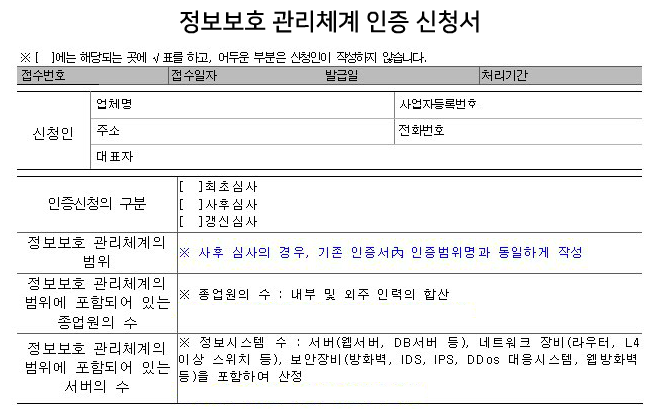 정보보호 관리체계 인증 신청서
※ [ ]에는 해당되는 곳에 √ 표를 하고, 어두운 부분은 신청인이 작성하지 않습니다.
접수번호 접수일자 발급일 처리기간
신청인
업체명 사업자등록번호
주소 전화번호
대표자
인증신청의 구분
[ ]최초심사
[ ]사후심사
[ ]갱신심사
정보보호 관리체계의
범위
※ 사후 심사의 경우, 기존 인증서內 인증범위명과 동일하게 작성
정보보호 관리체계의
범위에 포함되어 있는
종업원의 수
※ 종업원의 수 : 내부 및 외주 인력의 합산
정보보호 관리체계의
범위에 포함되어 있는
서버의 수
※ 정보시스템 수 : 서버(웹서버, DB서버 등), 네트워크 장비(라우터, L4
이상 스위치 등), 보안장비(방화벽, IDS, IPS, DDos 대응시스템, 웹방화벽
등)을 포함하여 산정